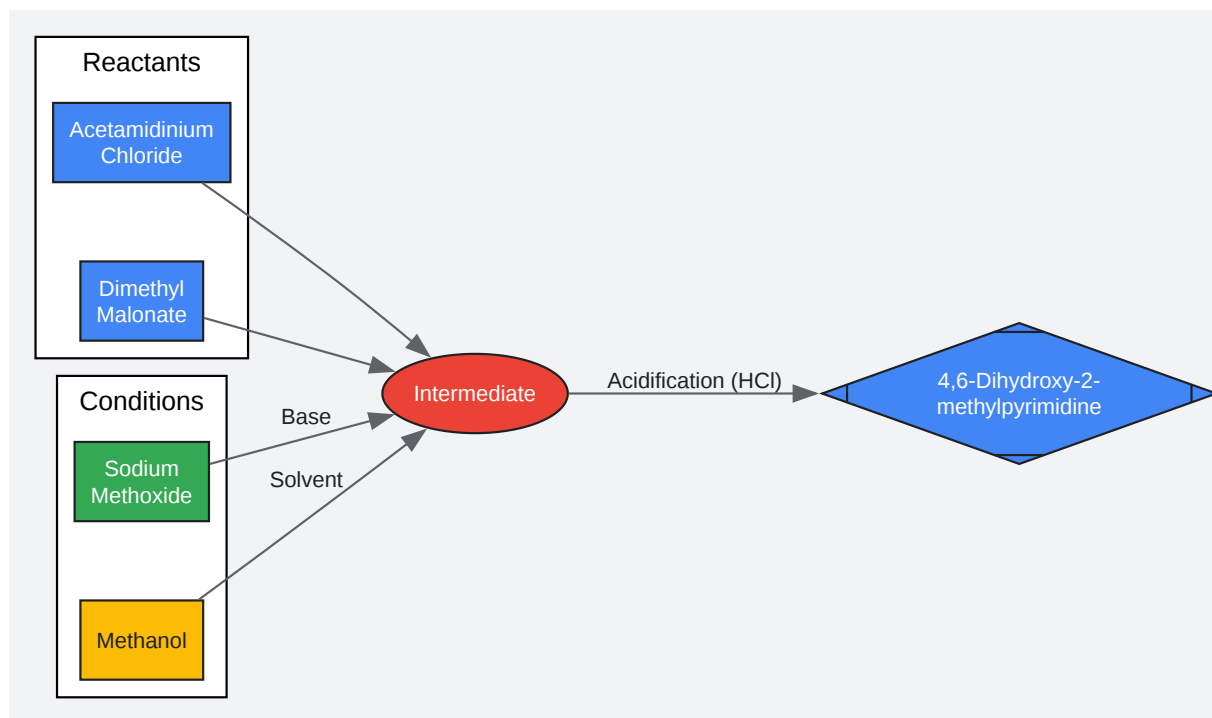 Reactants
Acetamidinium
Chloride
Dimethyl
Malonate
Conditions
Sodium
Methoxide
Methanol
Base
Solvent
Intermediate
Acidification (HCl)
4,6-Dihydroxy-2-
methylpyrimidine